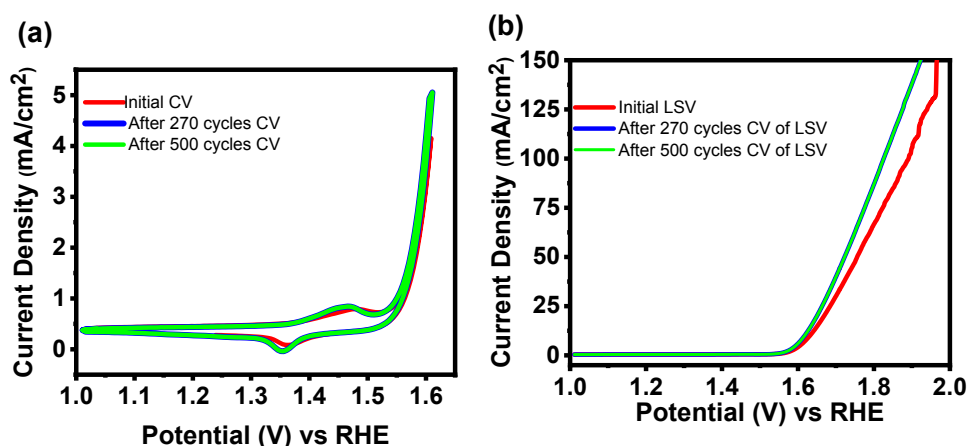 (a)
Current Density (mA/cm²)
5
4
3
2
1
0
Initial CV
After 270 cycles CV
After 500 cycles CV
1.0 1.1 1.2 1.3 1.4 1.5 1.6
Potential (V) vs RHE
(b)
Current Density (mA/cm²)
150
125
100
75
50
25
0
Initial LSV
After 270 cycles CV of LSV
After 500 cycles CV of LSV
1.0 1.2 1.4 1.6 1.8 2.0
Potential (V) vs RHE